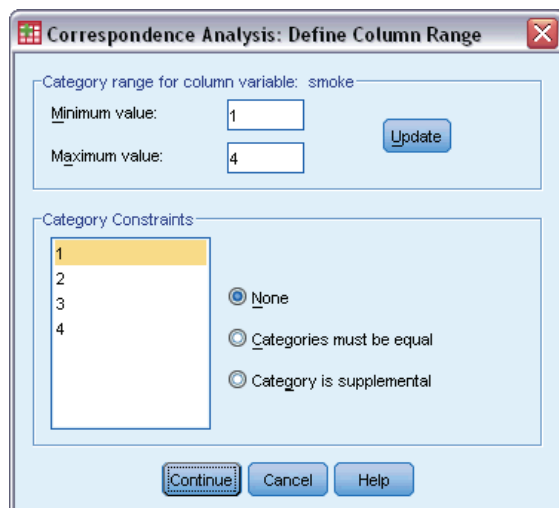 Correspondence Analysis: Define Column Range
Category range for column variable: smoke
Minimum value:
1
Maximum value:
4
Update
Category Constraints
1
2
3
4
None
Categories must be equal
Category is supplemental
Continue
Cancel
Help